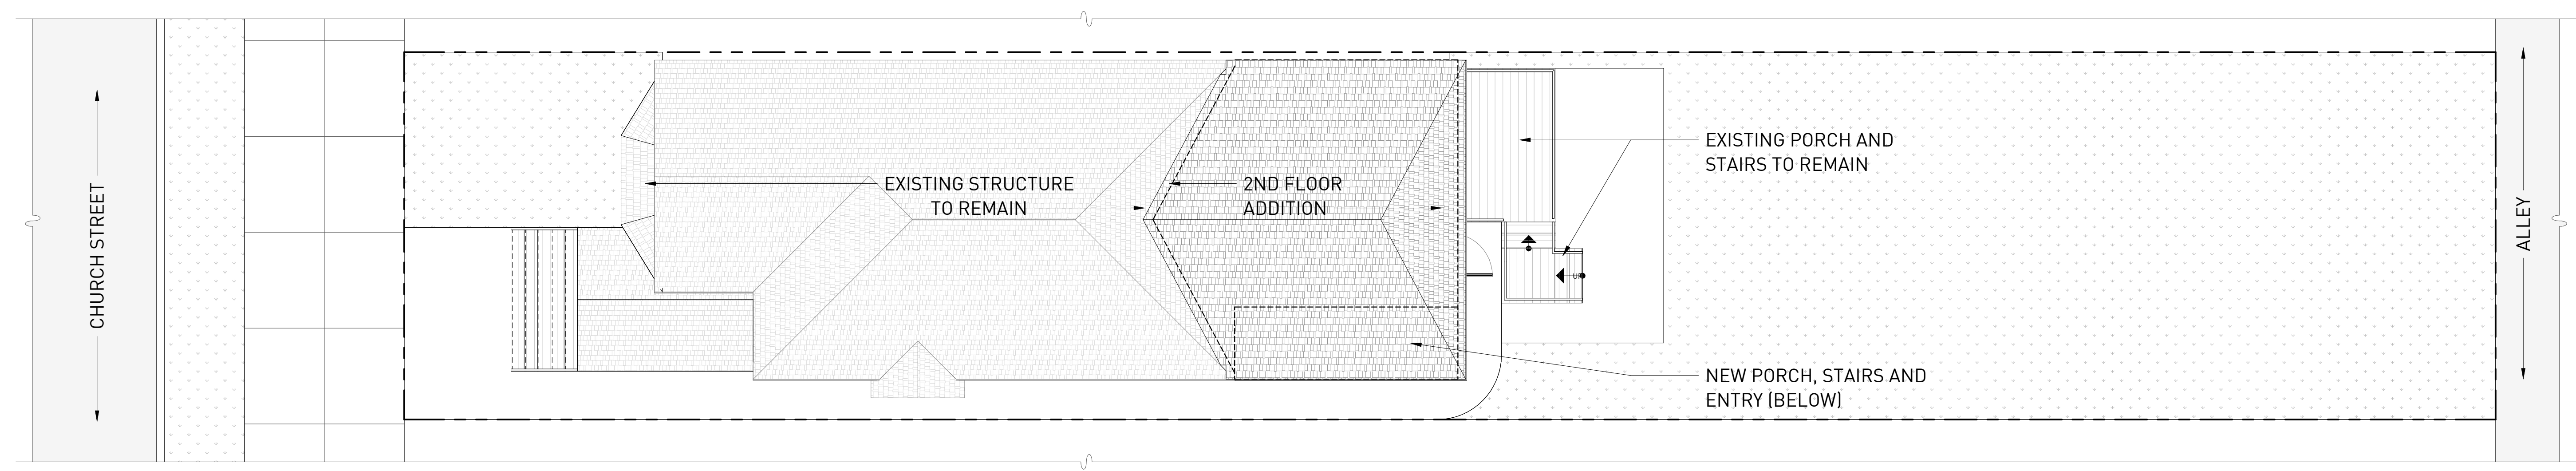 CHURCH STREET
EXISTING STRUCTURE
TO REMAIN
2ND FLOOR
ADDITION
EXISTING PORCH AND
STAIRS TO REMAIN
UP
NEW PORCH, STAIRS AND
ENTRY (BELOW)
ALLEY